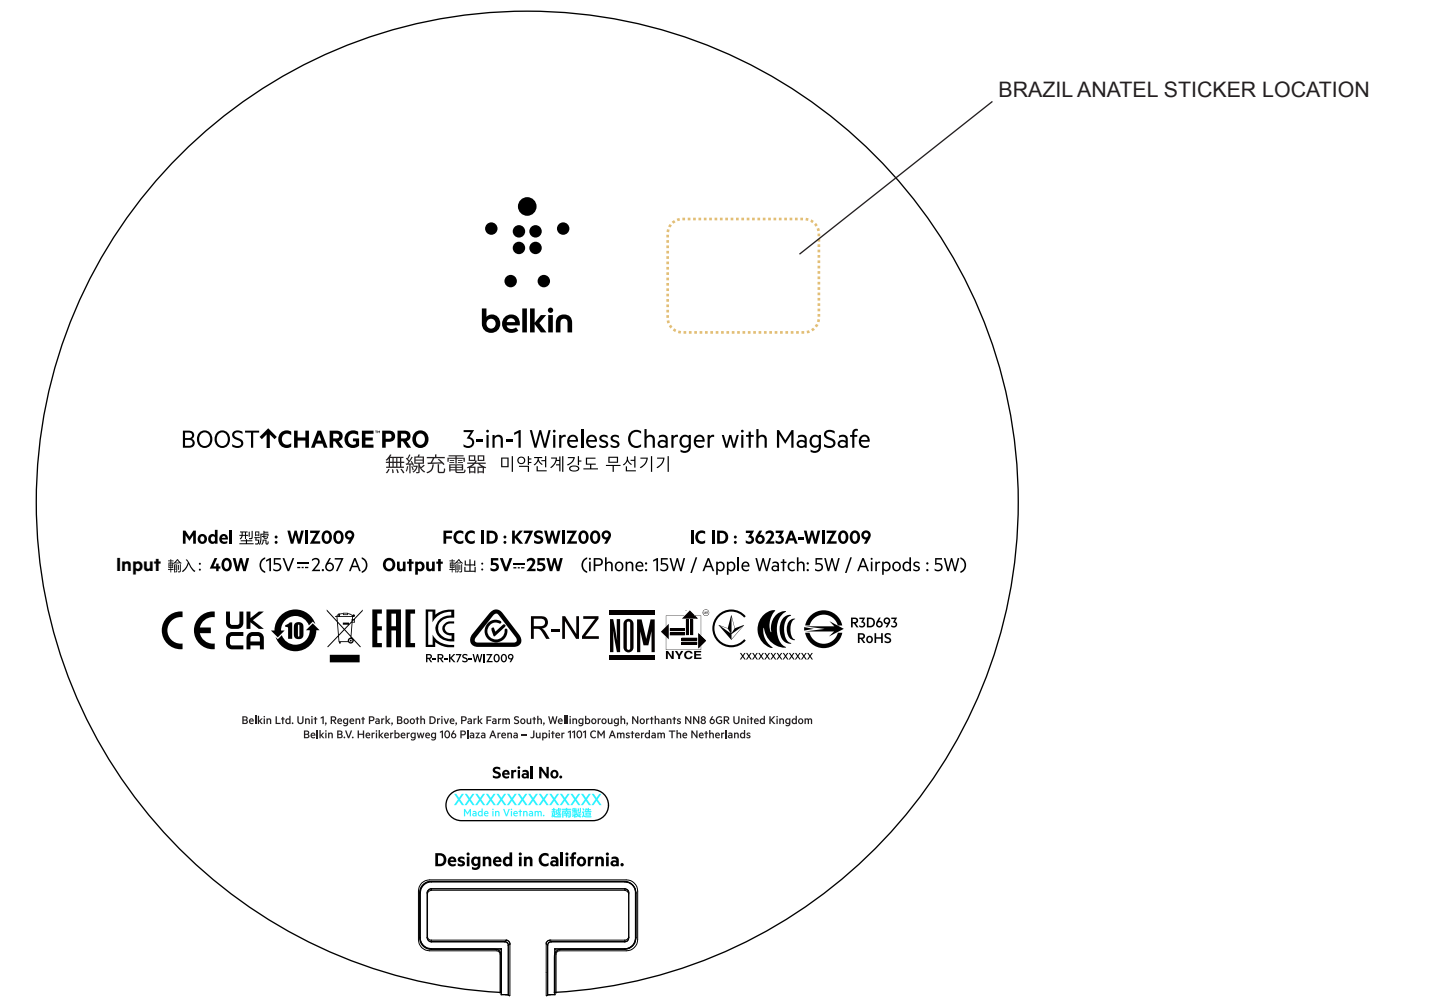 BRAZIL ANATEL STICKER LOCATION
belkin
BOOST↑CHARGE™PRO 3-in-1 Wireless Charger with MagSafe
無線充電器 미약전계강도 무선기기
Model 型號 : WIZ009 FCC ID : K7SWIZ009 IC ID : 3623A-WIZ009
Input 輸入 : 40W (15V⎓2.67 A) Output 輸出 : 5V⎓25W (iPhone: 15W / Apple Watch: 5W / Airpods : 5W)
CE UK CA 10 EAC KC R-NZ NOM NYCE R3D693 RoHS
R-R-K7S-WIZ009 XXXXXXXXXXXX
Belkin Ltd. Unit 1, Regent Park, Booth Drive, Park Farm South, Wellingborough, Northants NN8 6GR United Kingdom
Belkin B.V. Herikerbergweg 106 Plaza Arena – Jupiter 1101 CM Amsterdam The Netherlands
Serial No.
XXXXXXXXXXXXXX
Made in Vietnam. 越南製造
Designed in California.